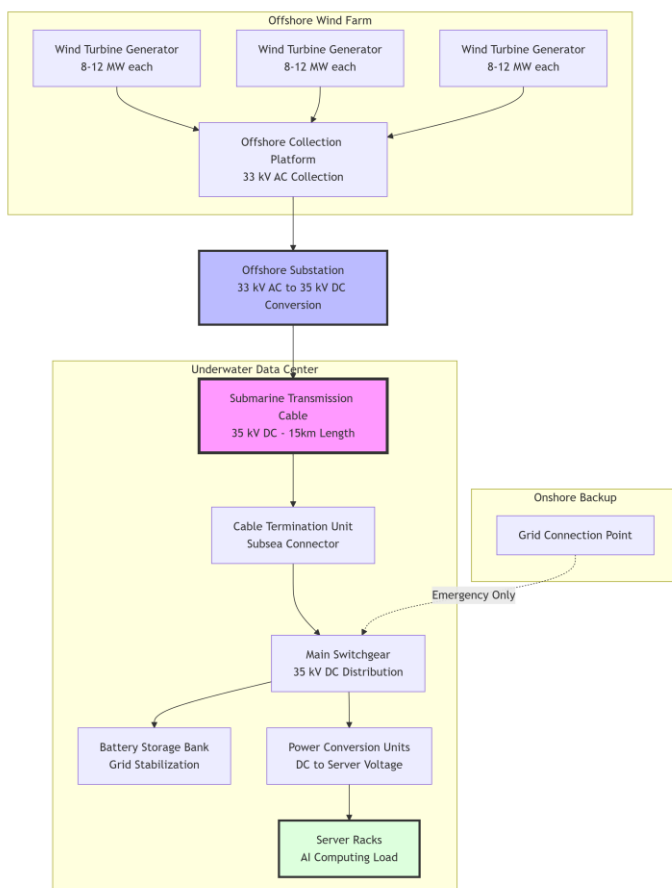 Offshore Wind Farm
Wind Turbine Generator
8-12 MW each
Wind Turbine Generator
8-12 MW each
Wind Turbine Generator
8-12 MW each
Offshore Collection
Platform
33 kV AC Collection
Offshore Substation
33 kV AC to 35 kV DC
Conversion
Underwater Data Center
Submarine Transmission
Cable
35 kV DC - 15km Length
Cable Termination Unit
Subsea Connector
Onshore Backup
Grid Connection Point
Emergency Only
Main Switchgear
35 kV DC Distribution
Battery Storage Bank
Grid Stabilization
Power Conversion Units
DC to Server Voltage
Server Racks
AI Computing Load